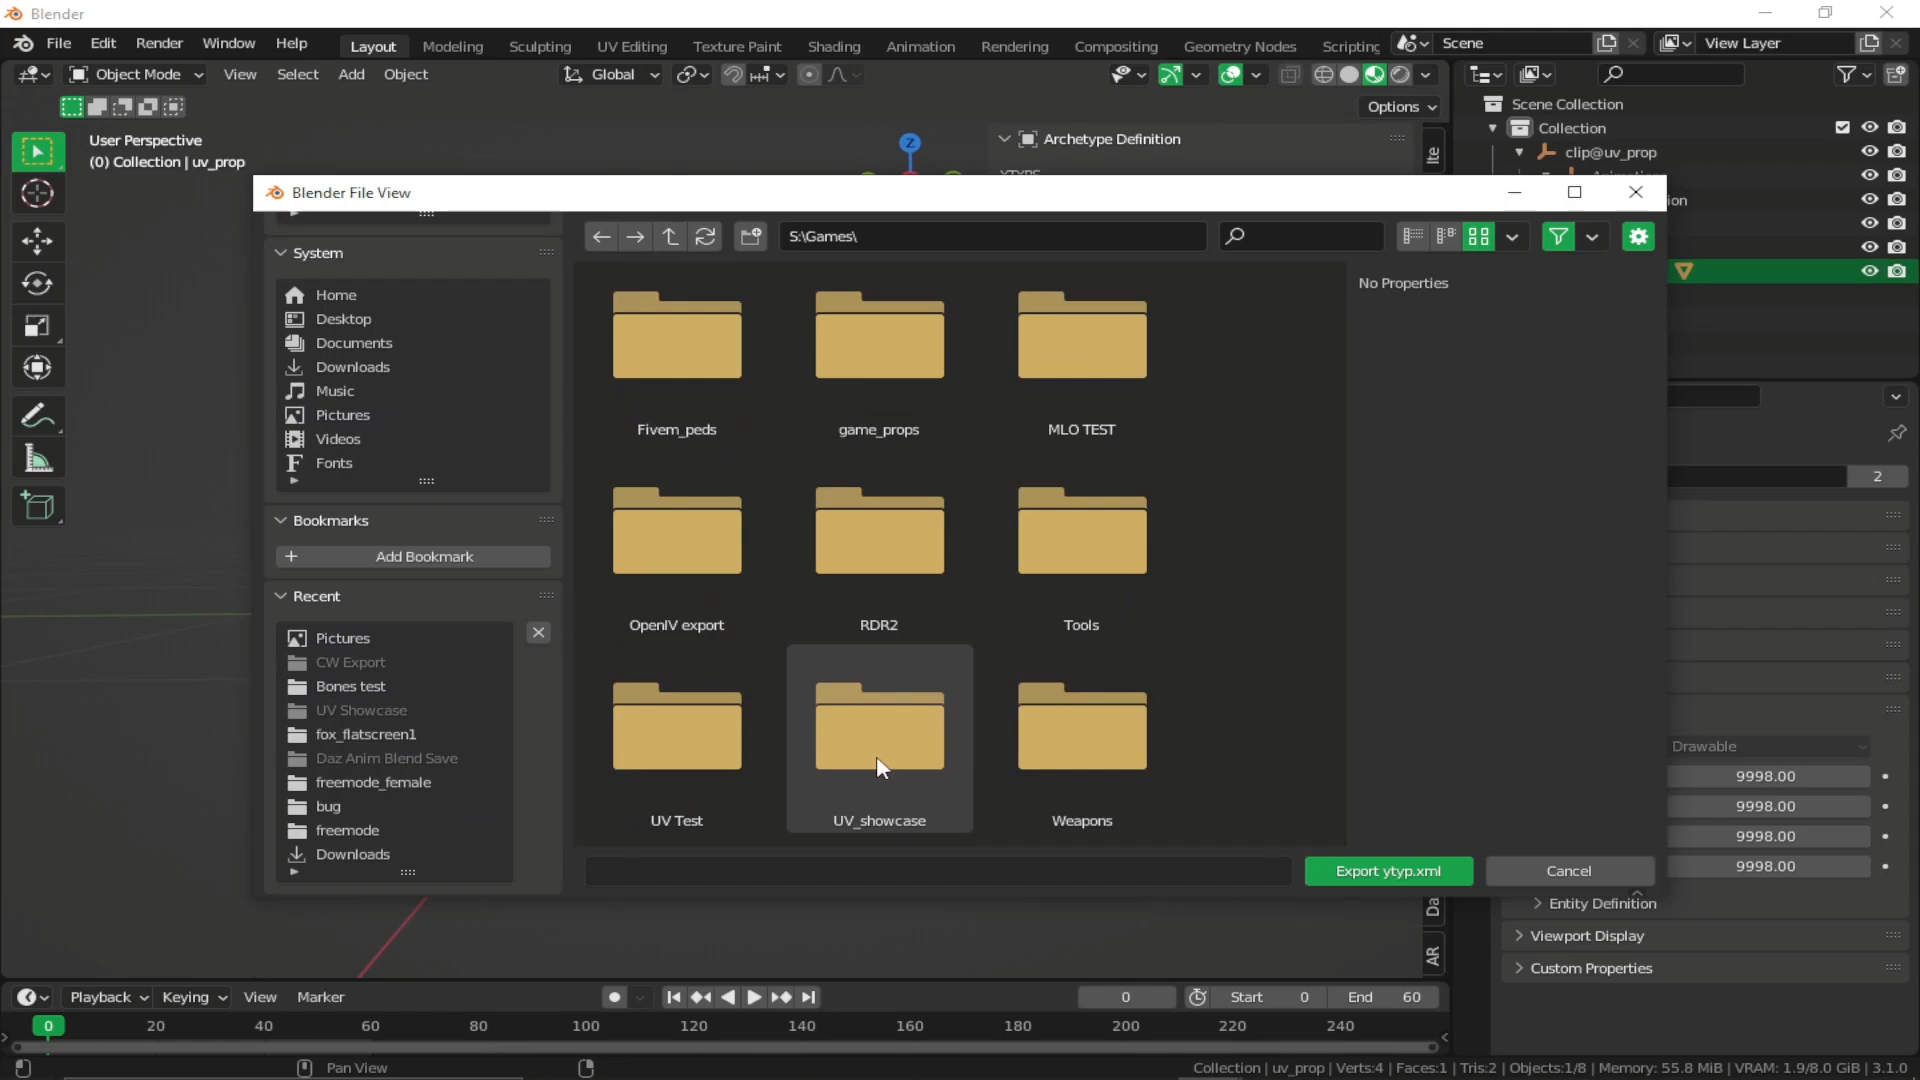 Blender
File Edit Render Window Help Layout Modeling Sculpting UV Editing Texture Paint Shading Animation Rendering Compositing Geometry Nodes Scripting Scene View Layer
Object Mode View Select Add Object Global
Options
User Perspective
(0) Collection | uv_prop
Z
Archetype Definition
Scene Collection
Collection
clip@uv_prop
ion
Blender File View
System
Home
Desktop
Documents
Downloads
Music
Pictures
Videos
Fonts
Bookmarks
Add Bookmark
Recent
Pictures
CW Export
Bones test
UV Showcase
fox_flatscreen1
Daz Anim Blend Save
freemode_female
bug
freemode
Downloads
S:\Games\
Fivem_peds game_props MLO TEST
OpenIV export RDR2 Tools
UV Test UV_showcase Weapons
No Properties
Export ytyp.xml Cancel
2
Drawable
9998.00
9998.00
9998.00
9998.00
Entity Definition
Viewport Display
Custom Properties
Ite
Da
AR
Playback Keying View Marker 0 Start 0 End 60
0 20 40 60 80 100 120 140 160 180 200 220 240
Pan View
Collection | uv_prop | Verts:4 | Faces:1 | Tris:2 | Objects:1/8 | Memory: 55.8 MiB | VRAM: 1.9/8.0 GiB | 3.1.0